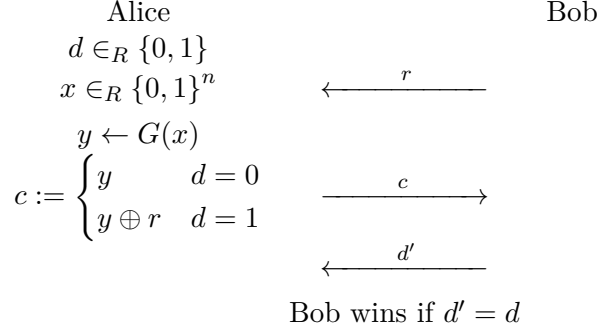 Alice Bob
d ∈_R {0, 1}
x ∈_R {0, 1}^n r
y ← G(x)
c := { y d = 0
y ⊕ r d = 1 c
d′
Bob wins if d′ = d